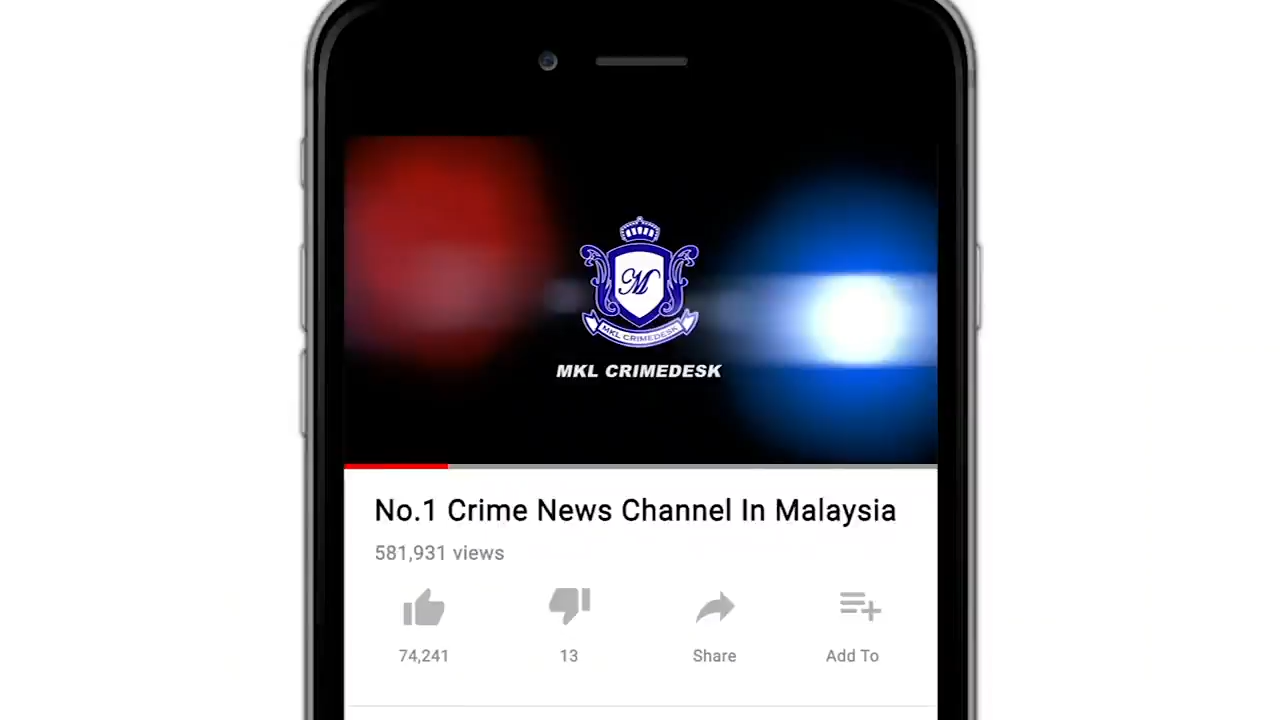 M
MKL CRIMEDESK
MKL CRIMEDESK
No.1 Crime News Channel In Malaysia
581,931 views
74,241
13
Share
Add To